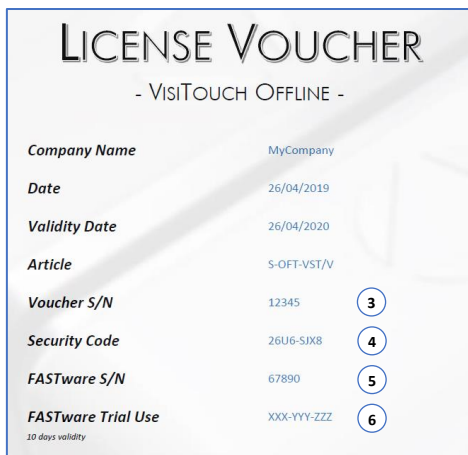 LICENSE VOUCHER
- VISITOUCH OFFLINE -
Company Name MyCompany
Date 26/04/2019
Validity Date 26/04/2020
Article S-OFT-VST/V
Voucher S/N 12345 3
Security Code 26U6-SJX8 4
FASTware S/N 67890 5
FASTware Trial Use XXX-YYY-ZZZ 6
10 days validity